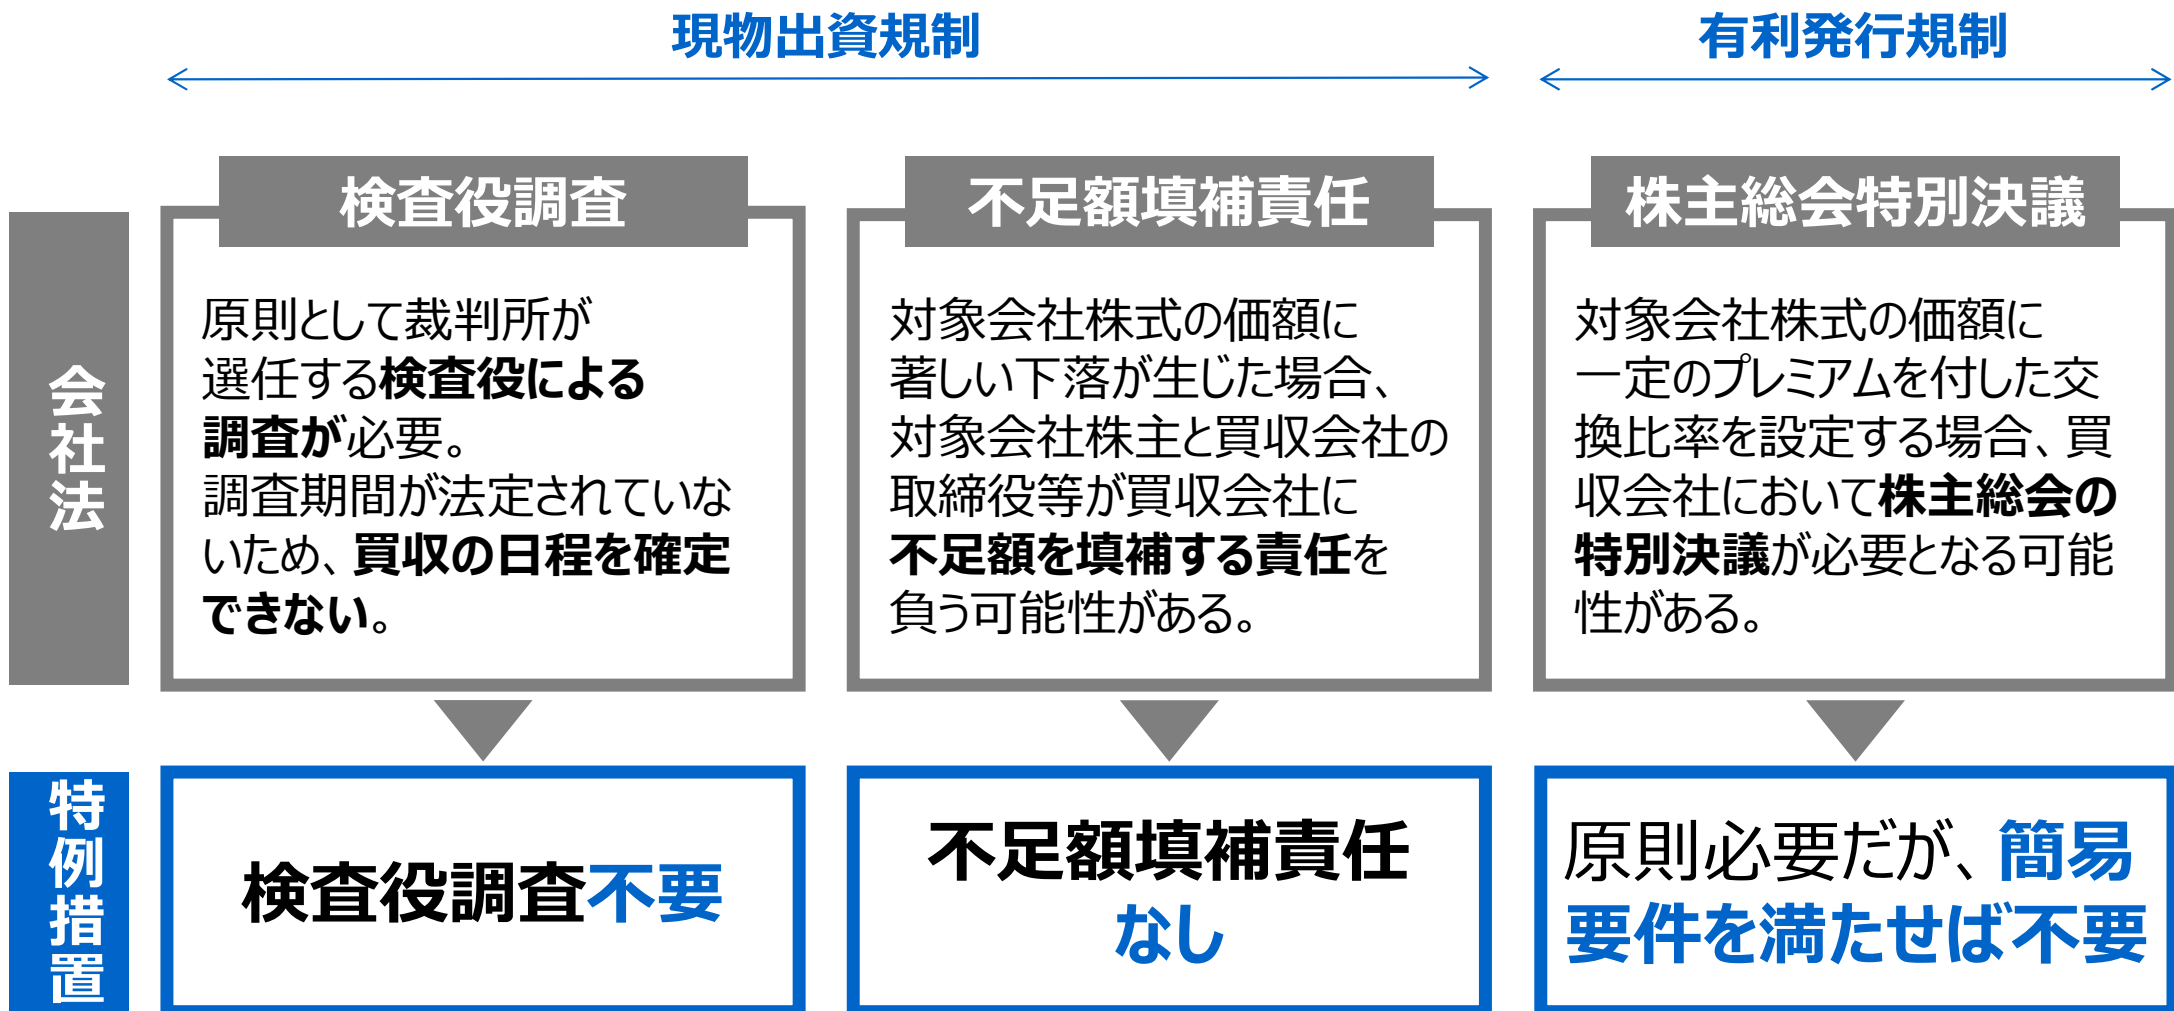 現物出資規制
有利発行規制
会社法
検査役調査
原則として裁判所が
選任する検査役による
調査が必要。
調査期間が法定されていな
いため、買収の日程を確定
できない。
不足額填補責任
対象会社株式の価額に
著しい下落が生じた場合、
対象会社株主と買収会社の
取締役等が買収会社に
不足額を填補する責任を
負う可能性がある。
株主総会特別決議
対象会社株式の価額に
一定のプレミアムを付した交
換比率を設定する場合、買
収会社において株主総会の
特別決議が必要となる可能
性がある。
特例措置
検査役調査不要
不足額填補責任
なし
原則必要だが、簡易
要件を満たせば不要